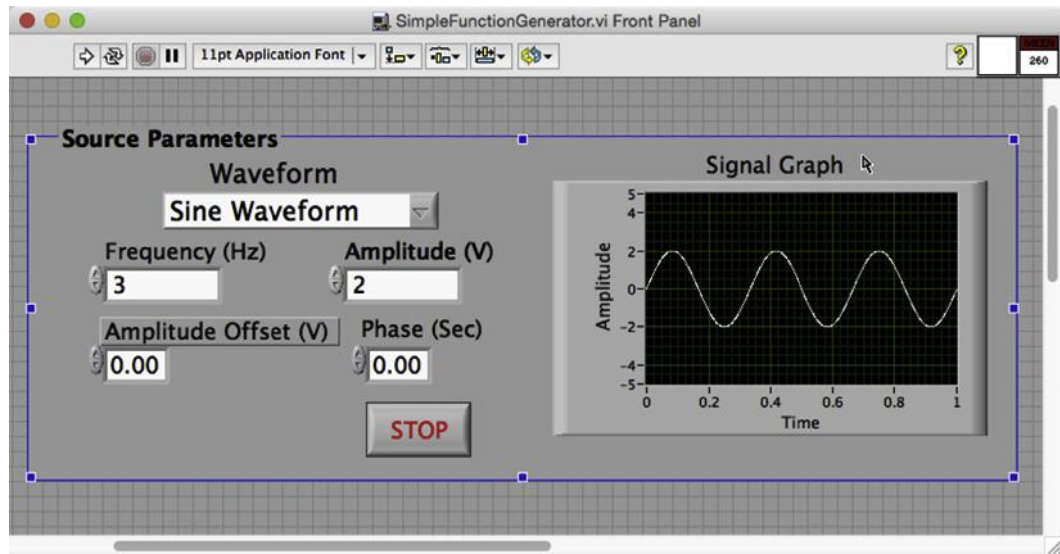 SimpleFunctionGenerator.vi Front Panel
11pt Application Font
?
260
Source Parameters
Waveform
Sine Waveform
Frequency (Hz)
3
Amplitude (V)
2
Amplitude Offset (V)
0.00
Phase (Sec)
0.00
STOP
Signal Graph
Amplitude
5
4
2
0
-2
-4
-5
0 0.2 0.4 0.6 0.8 1
Time